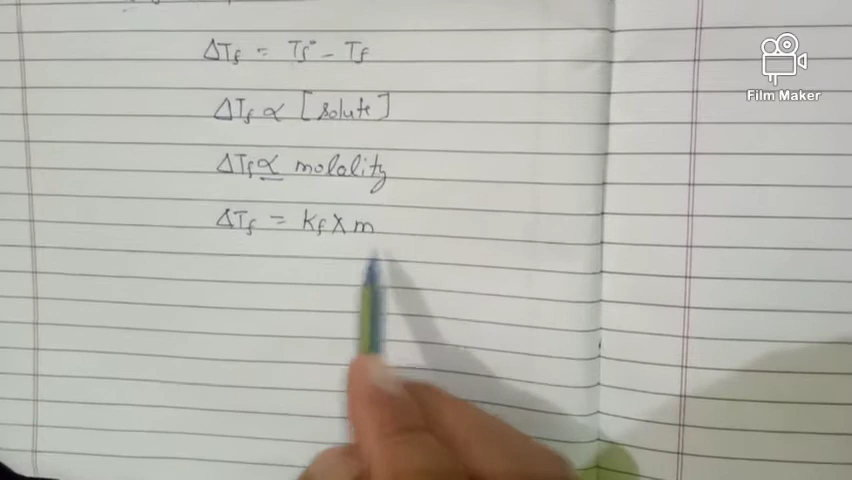 ΔTf = Tf° - Tf
ΔTf ∝ [solute]
ΔTf ∝ molality
ΔTf = Kf x m
Film Maker